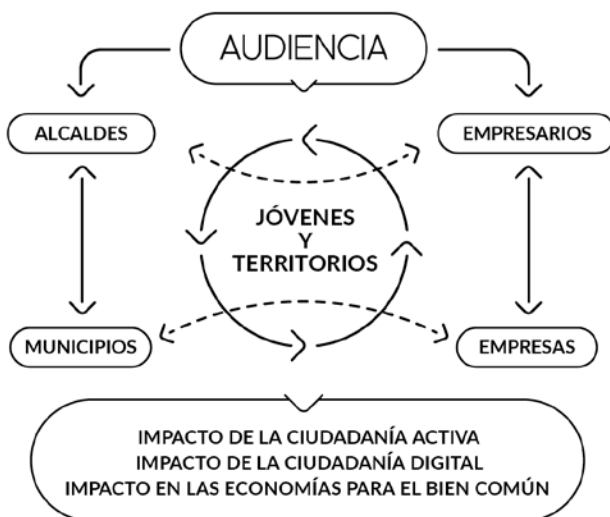 AUDIENCIA
ALCALDES
EMPRESARIOS
JÓVENES
Y
TERRITORIOS
MUNICIPIOS
EMPRESAS
IMPACTO DE LA CIUDADANÍA ACTIVA
IMPACTO DE LA CIUDADANÍA DIGITAL
IMPACTO EN LAS ECONOMÍAS PARA EL BIEN COMÚN